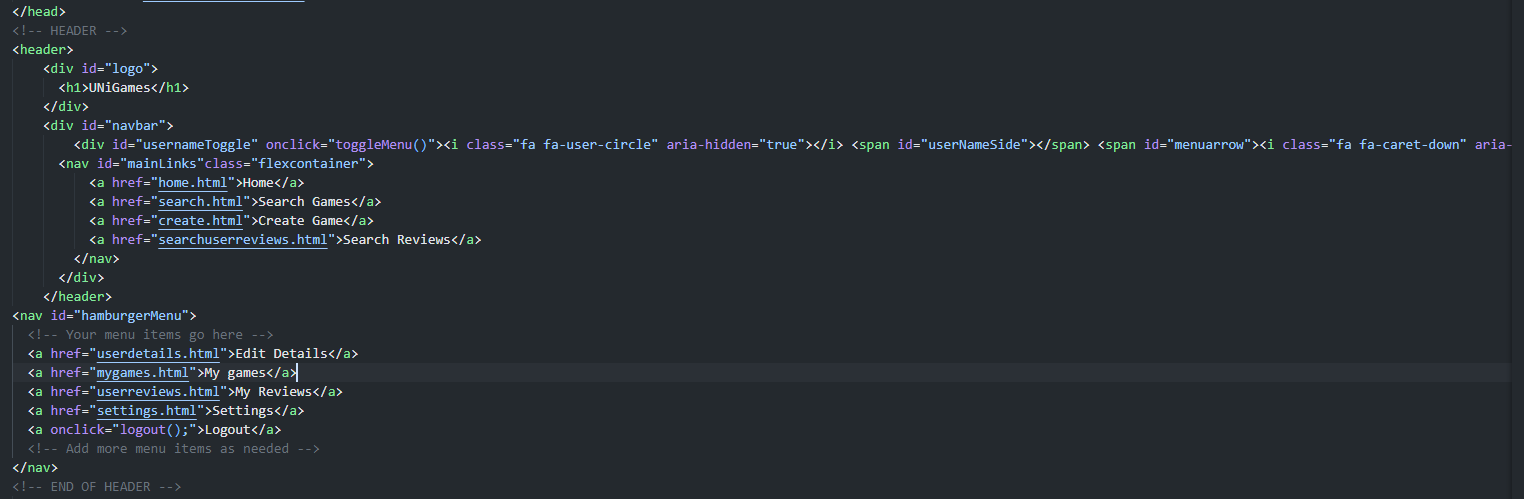 </head>
<!-- HEADER -->
<header>
    <div id="logo">
      <h1>UNiGames</h1>
    </div>
    <div id="navbar">
        <div id="usernameToggle" onclick="toggleMenu()"><i class="fa fa-user-circle" aria-hidden="true"></i> <span id="userNameSide"></span> <span id="menuarrow"><i class="fa fa-caret-down" aria-
      <nav id="mainLinks"class="flexcontainer">
          <a href="home.html">Home</a>
          <a href="search.html">Search Games</a>
          <a href="create.html">Create Game</a>
          <a href="searchuserreviews.html">Search Reviews</a>
        </nav>
      </div>
    </header>
<nav id="hamburgerMenu">
  <!-- Your menu items go here -->
  <a href="userdetails.html">Edit Details</a>
  <a href="mygames.html">My games</a>
  <a href="userreviews.html">My Reviews</a>
  <a href="settings.html">Settings</a>
  <a onclick="logout();">Logout</a>
  <!-- Add more menu items as needed -->
</nav>
<!-- END OF HEADER -->